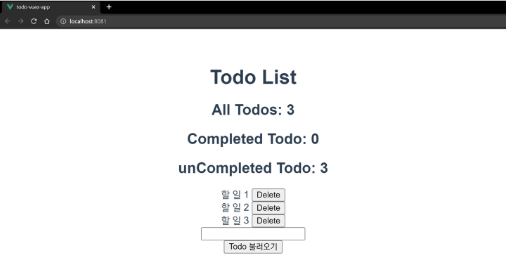 todo-vuex-app
localhost:8081
Todo List
All Todos: 3
Completed Todo: 0
unCompleted Todo: 3
할 일 1 Delete
할 일 2 Delete
할 일 3 Delete
Todo 불러오기